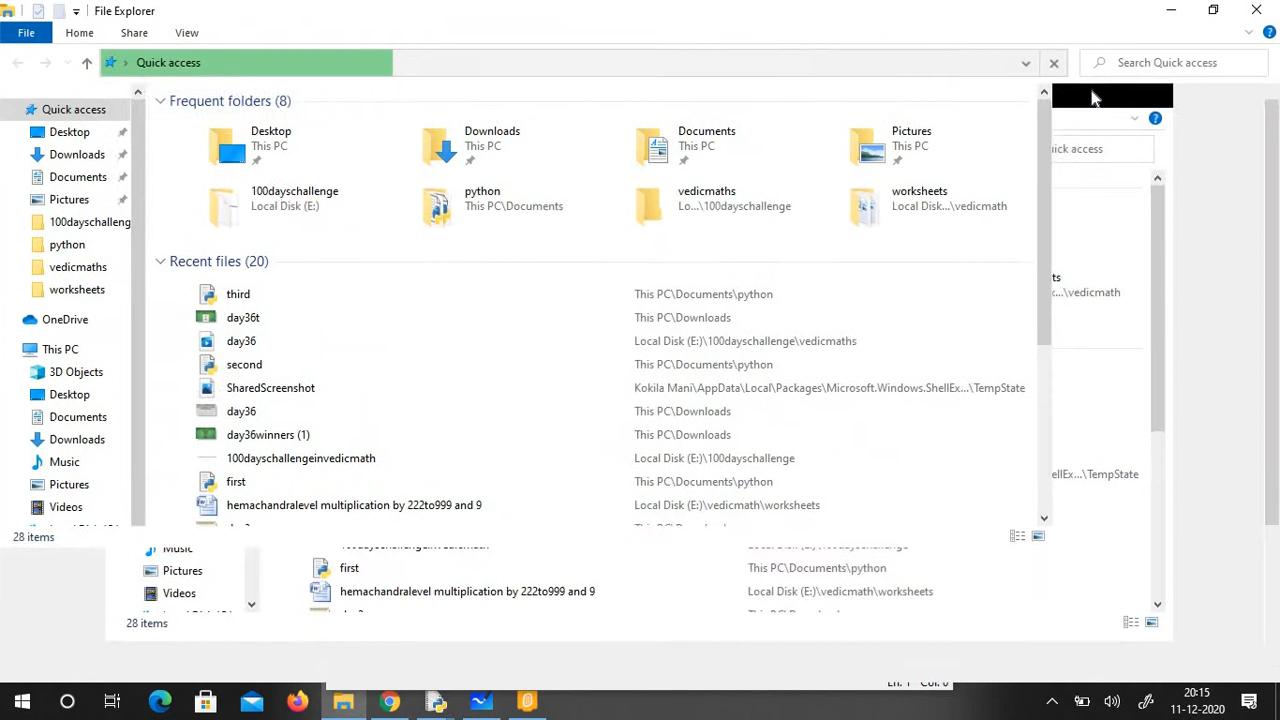 File Explorer
File Home Share View
Quick access Search Quick access
Quick access
Desktop
Downloads
Documents
Pictures
100dayschalleng
python
vedicmaths
worksheets
OneDrive
This PC
3D Objects
Desktop
Documents
Downloads
Music
Pictures
Videos
28 items
Frequent folders (8)
Desktop
This PC
Downloads
This PC
Documents
This PC
Pictures
This PC
100dayschallenge
Local Disk (E:)
python
This PC\Documents
vedicmaths
Lo...\100dayschallenge
worksheets
Local Disk...\vedicmath
Recent files (20)
third This PC\Documents\python
day36t This PC\Downloads
day36 Local Disk (E:)\100dayschallenge\vedicmaths
second This PC\Documents\python
SharedScreenshot Kokila Mani\AppData\Local\Packages\Microsoft.Windows.ShellEx...\TempState
day36 This PC\Downloads
day36winners (1) This PC\Downloads
100dayschallengeinvedicmath Local Disk (E:)\100dayschallenge
first This PC\Documents\python
hemachandralevel multiplication by 222to999 and 9 Local Disk (E:)\vedicmath\worksheets
uick access
ts
x...\vedicmath
ellEx...\TempState
Music
Pictures
Videos
100dayschallengeinvedicmath Local Disk (E:)\100dayschallenge
first This PC\Documents\python
hemachandralevel multiplication by 222to999 and 9 Local Disk (E:)\vedicmath\worksheets
28 items
Ln: 1 Col: 0
20:15
11-12-2020